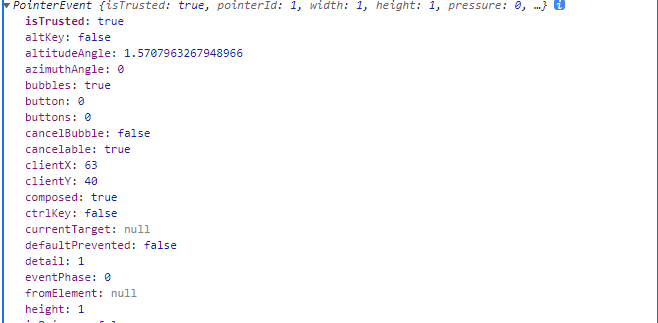 PointerEvent {isTrusted: true, pointerId: 1, width: 1, height: 1, pressure: 0, …}
isTrusted: true
altKey: false
altitudeAngle: 1.5707963267948966
azimuthAngle: 0
bubbles: true
button: 0
buttons: 0
cancelBubble: false
cancelable: true
clientX: 63
clientY: 40
composed: true
ctrlKey: false
currentTarget: null
defaultPrevented: false
detail: 1
eventPhase: 0
fromElement: null
height: 1